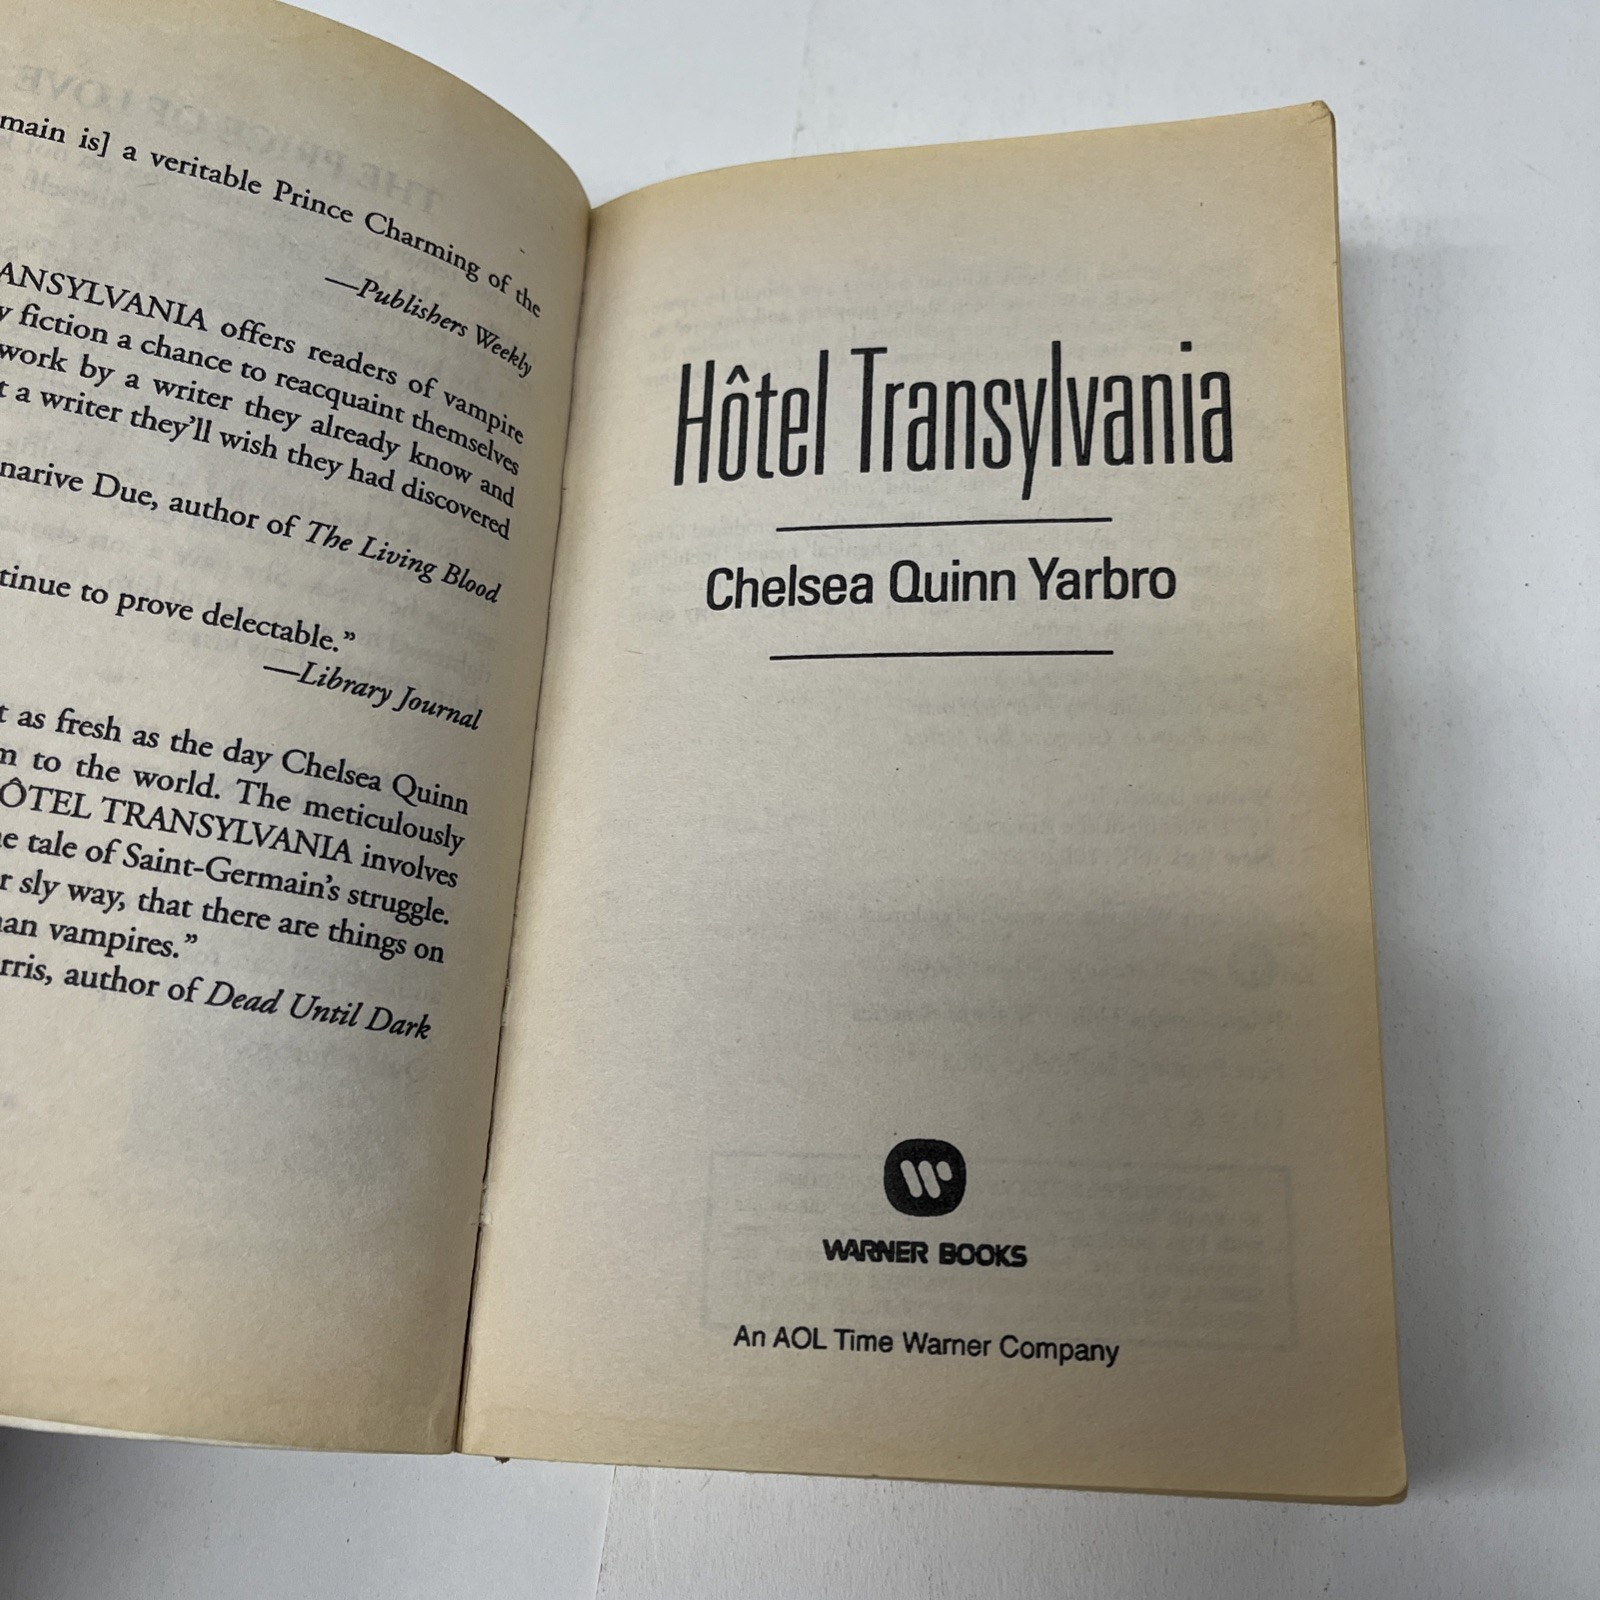 main is] a veritable Prince Charming of the
—Publishers Weekly
ANSYLVANIA offers readers of vampire
y fiction a chance to reacquaint themselves
work by a writer they already know and
t a writer they'll wish they had discovered
narive Due, author of The Living Blood
tinue to prove delectable.”
—Library Journal
t as fresh as the day Chelsea Quinn
m to the world. The meticulously
ÔTEL TRANSYLVANIA involves
e tale of Saint-Germain's struggle.
r sly way, that there are things on
an vampires.”
rris, author of Dead Until Dark
Hôtel Transylvania
Chelsea Quinn Yarbro
WARNER BOOKS
An AOL Time Warner Company